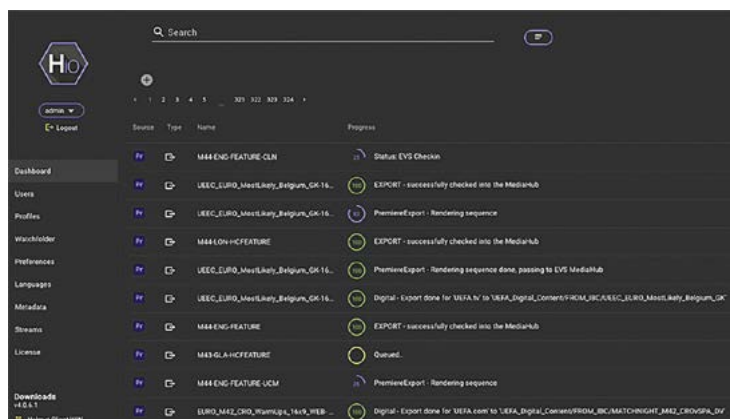 Search
HIO
admin
Logout
‹ 1 2 3 4 5 ... 321 322 323 324 ›
Source Type Name Progress
Pr M44-ENG-FEATURE-CLN Status: EVS Checkin
Dashboard
Pr UEEC_EURO_MostLikely_Belgium_GK-16... 100 EXPORT - successfully checked into the MediaHub
Users
Pr UEEC_EURO_MostLikely_Belgium_GK-16... PremiereExport - Rendering sequence
Profiles
Watchfolder
Pr M44-LON-HCFEATURE 100 EXPORT - successfully checked into the MediaHub
Preferences
Pr UEEC_EURO_MostLikely_Belgium_GK-16... 100 PremiereExport - Rendering sequence done, passing to EVS MediaHub
Languages
Pr UEEC_EURO_MostLikely_Belgium_GK-16... 100 Digital - Export done for 'UEFA.tv' to 'UEFA_Digital_Content/FROM_IBC/UEEC_EURO_MostLikely_Belgium_GK'
Metadata
Streams
Pr M44-ENG-FEATURE 100 EXPORT - successfully checked into the MediaHub
License
Pr M43-GLA-HCFEATURE Queued..
Pr M44-ENG-FEATURE-UCM PremiereExport - Rendering sequence
Downloads
v4.0.6.1
Pr EURO_M42_CRO_WarmUps_16x9_WEB-... 100 Digital - Export done for 'UEFA.com' to 'UEFA_Digital_Content/FROM_IBC/MATCHNIGHT_M42_CROvSPA_DV'